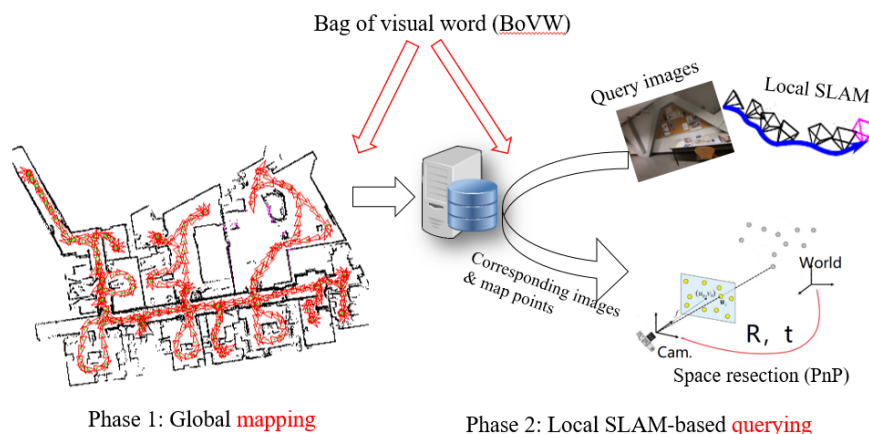 Bag of visual word (BoVW)
Query images
Local SLAM
Corresponding images
& map points
World
R, t
Cam.
Space resection (PnP)
Phase 1: Global mapping
Phase 2: Local SLAM-based querying